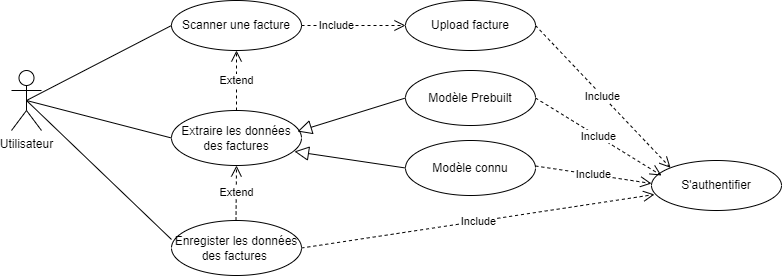 Scanner une facture
Include
Upload facture
Extend
Include
Modèle Prebuilt
Include
Utilisateur
Extraire les données
des factures
Modèle connu
Include
S'authentifier
Extend
Include
Enregister les données
des factures